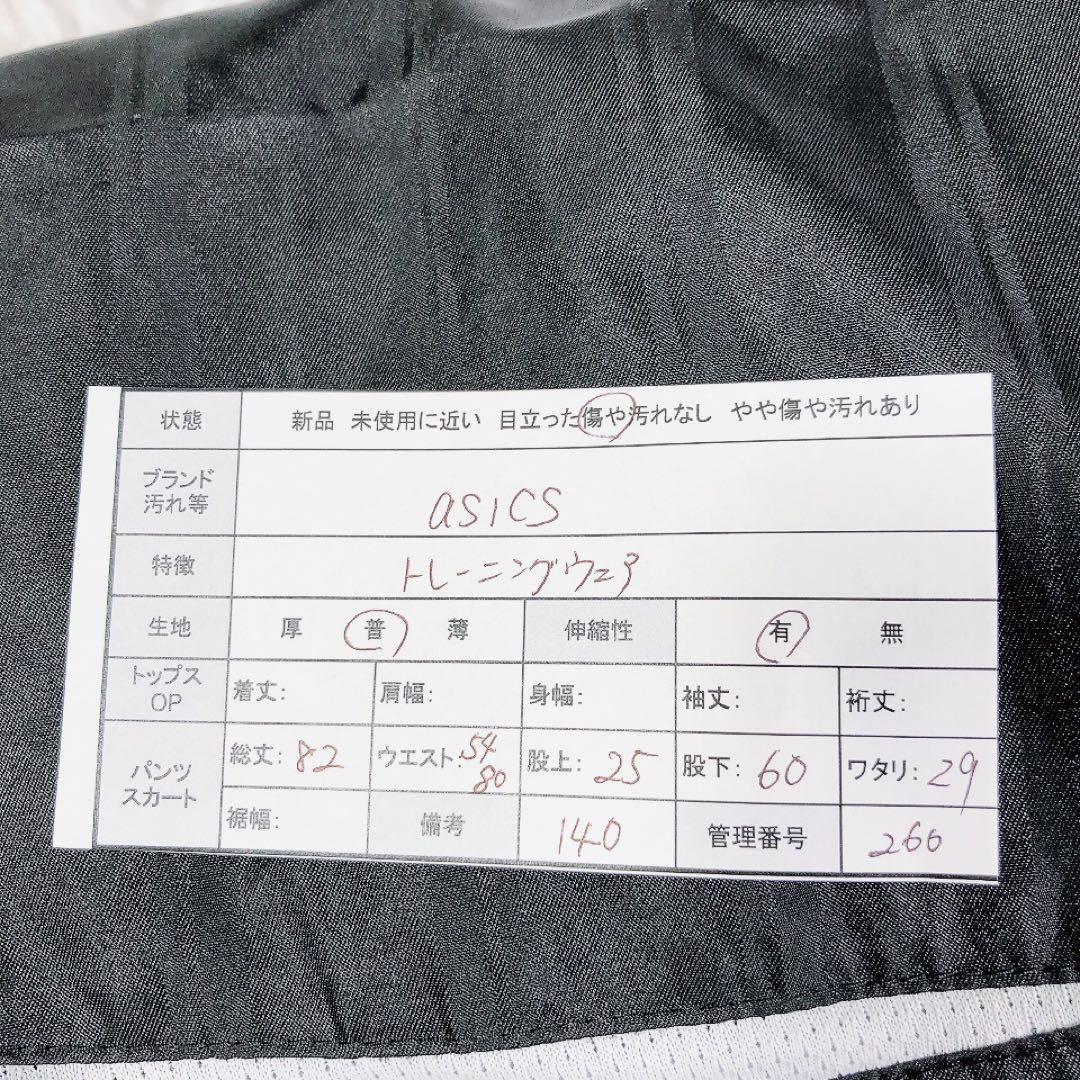 状態 新品 未使用に近い 目立った傷や汚れなし やや傷や汚れあり
ブランド
汚れ等 asics
特徴 トレーニングウェア
生地 厚 普 薄 伸縮性 有 無
トップス
OP 着丈: 肩幅: 身幅: 袖丈: 裄丈:
パンツ
スカート 総丈: 82 ウエスト: 54
80 股上: 25 股下: 60 ワタリ: 29
裾幅: 備考 140 管理番号 266